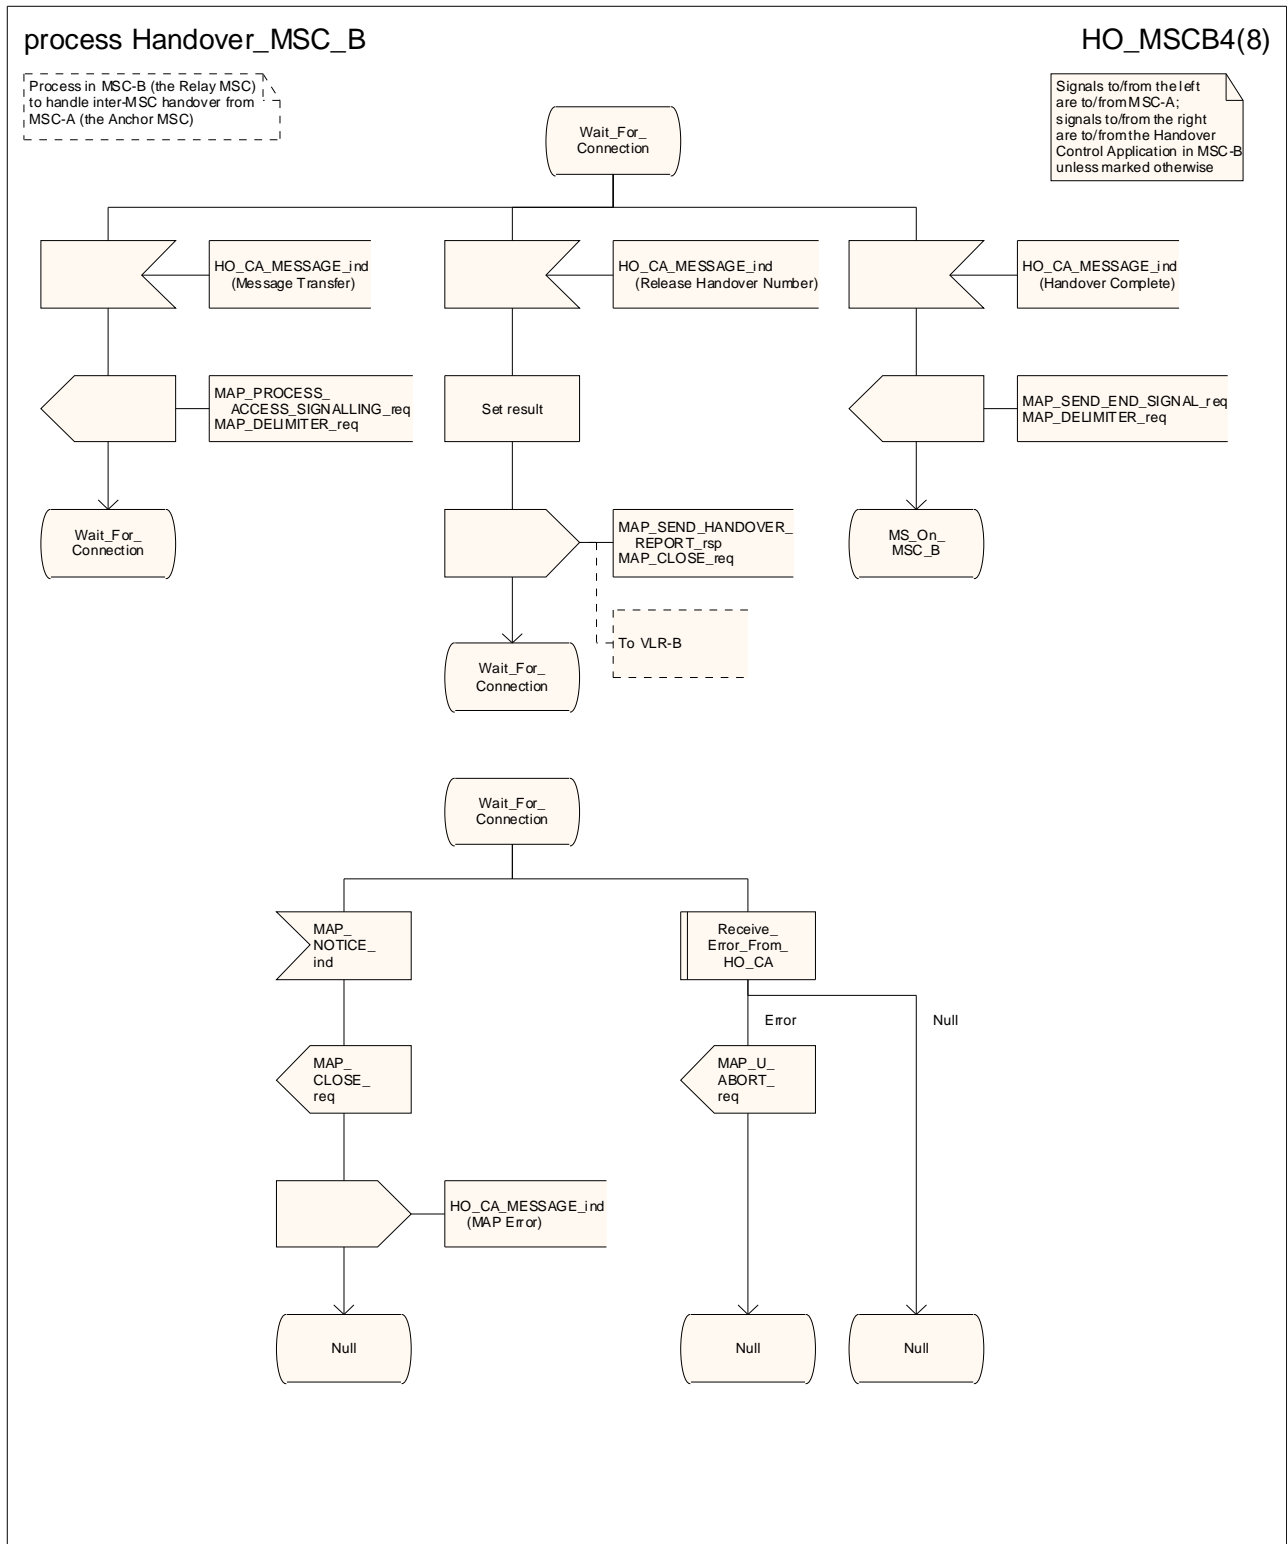 process Handover_MSC_B
HO_MSCB4(8)
Process in MSC-B (the Relay MSC)
to handle inter-MSC handover from
MSC-A (the Anchor MSC)
Signals to/from the left
are to/from MSC-A;
signals to/from the right
are to/from the Handover
Control Application in MSC-B
unless marked otherwise
Wait_For_
Connection
HO_CA_MESSAGE_ind
(Message Transfer)
HO_CA_MESSAGE_ind
(Release Handover Number)
HO_CA_MESSAGE_ind
(Handover Complete)
MAP_PROCESS_
ACCESS_SIGNALLING_req
MAP_DELIMITER_req
Set result
MAP_SEND_END_SIGNAL_req
MAP_DELIMITER_req
Wait_For_
Connection
MAP_SEND_HANDOVER_
REPORT_rsp
MAP_CLOSE_req
MS_On_
MSC_B
To VLR-B
Wait_For_
Connection
Wait_For_
Connection
MAP_
NOTICE_
ind
Receive_
Error_From_
HO_CA
Error
Null
MAP_
CLOSE_
req
MAP_U_
ABORT_
req
HO_CA_MESSAGE_ind
(MAP Error)
Null
Null
Null